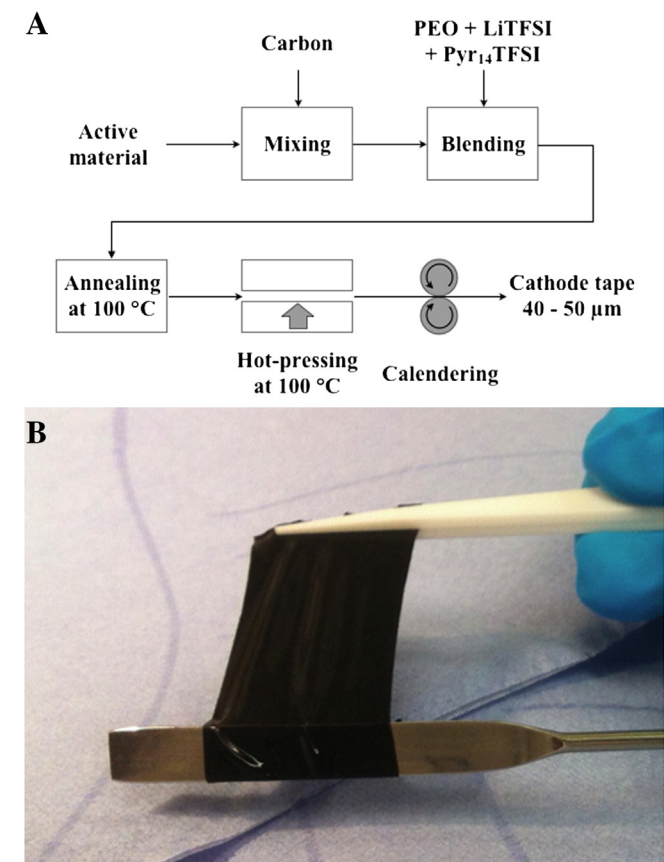 A
Carbon
PEO + LiTFSI
+ Pyr₁₄TFSI
Active
material
Mixing
Blending
Annealing
at 100 °C
Hot-pressing
at 100 °C
Calendering
Cathode tape
40 - 50 µm
B